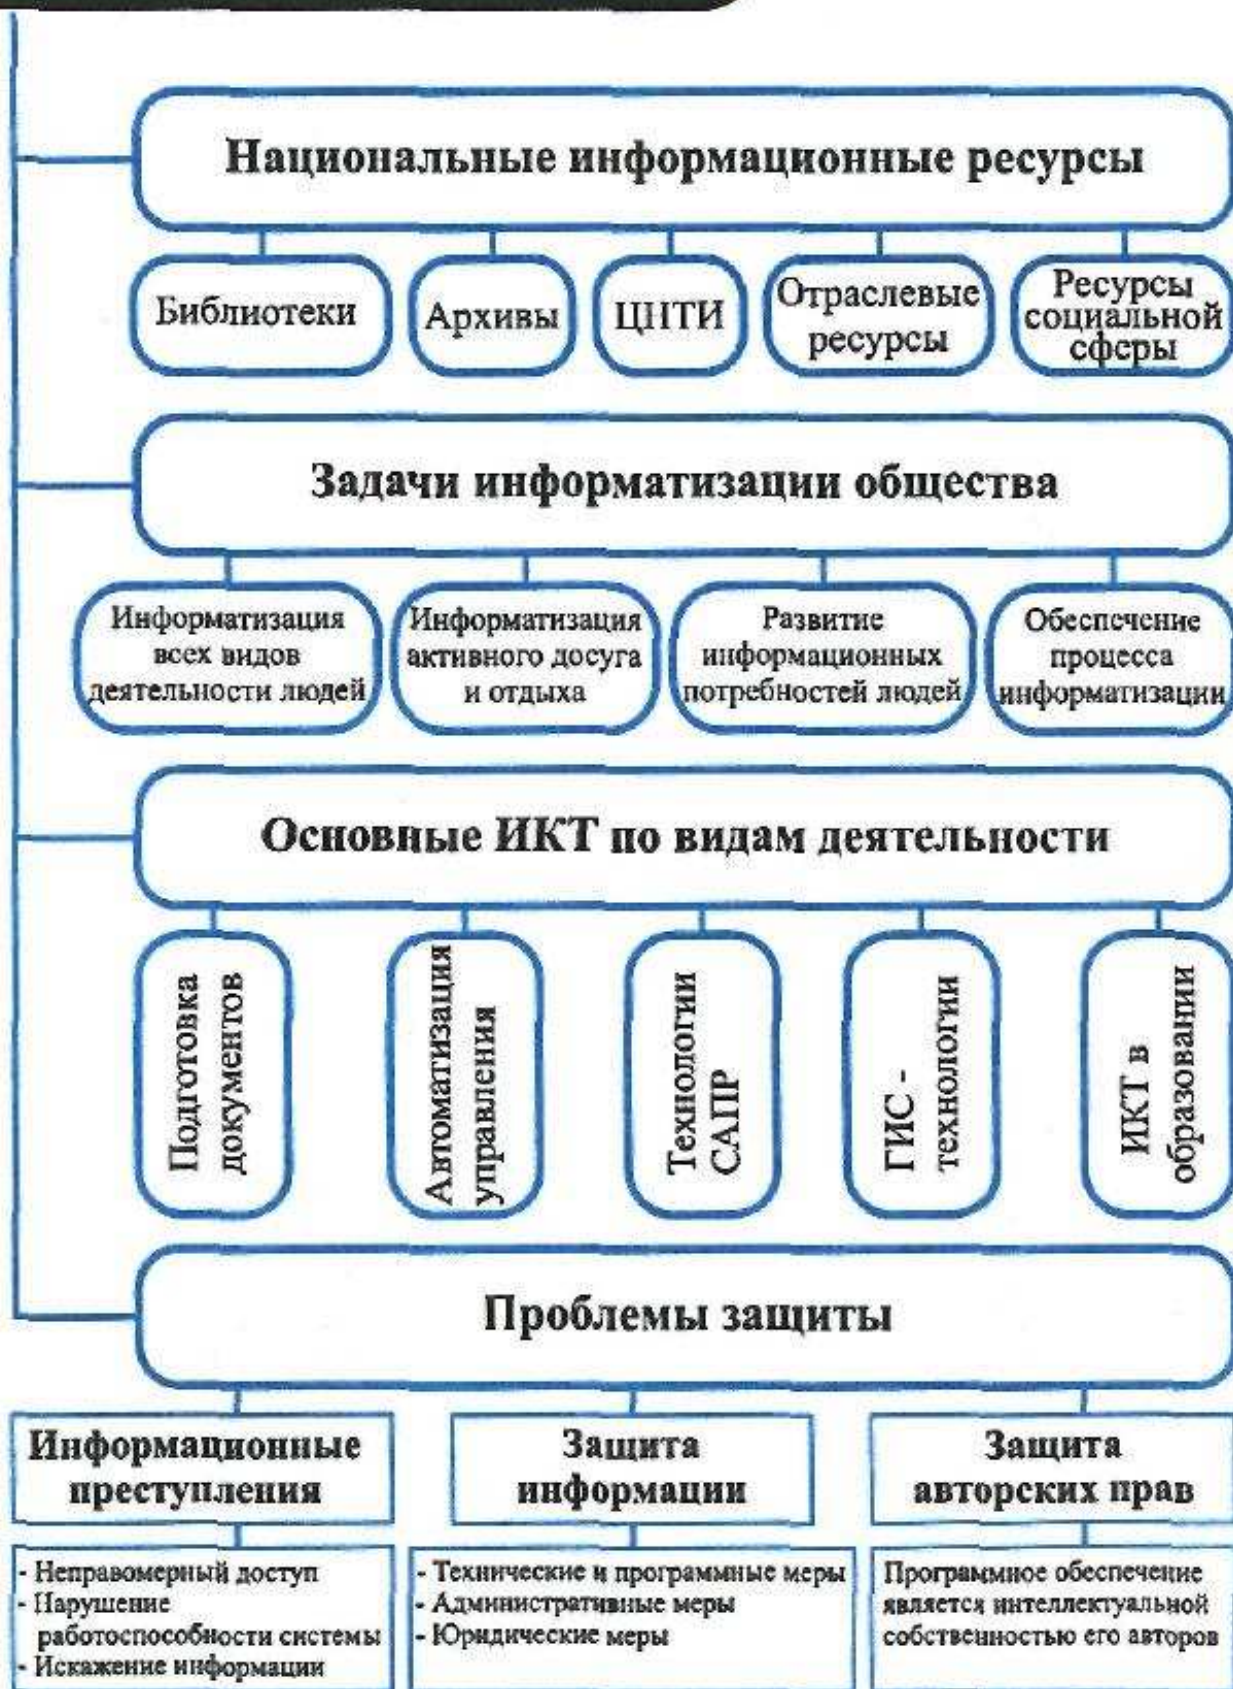 Национальные информационные ресурсы
Библиотеки
Архивы
ЦНТИ
Отраслевые
ресурсы
Ресурсы
социальной
сферы
Задачи информатизации общества
Информатизация
всех видов
деятельности людей
Информатизация
активного досуга
и отдыха
Развитие
информационных
потребностей людей
Обеспечение
процесса
информатизации
Основные ИКТ по видам деятельности
Подготовка
документов
Автоматизация
управления
Технологии
САПР
ГИС -
технологии
ИКТ в
образовании
Проблемы защиты
Информационные
преступления
- Неправомерный доступ
- Нарушение
работоспособности системы
- Искажение информации
Защита
информации
- Технические и программные меры
- Административные меры
- Юридические меры
Защита
авторских прав
Программное обеспечение
является интеллектуальной
собственностью его авторов